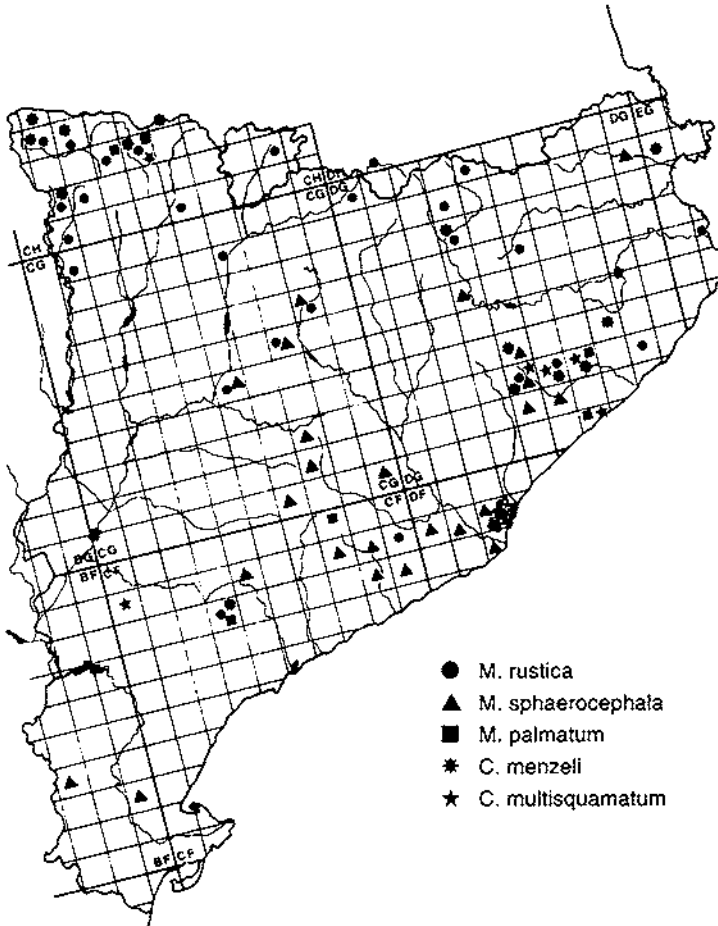 DG EG
CH DH
CG DG
CH
CG
CG DG
CF DF
BG CG
BF CF
M. rustica
M. sphaerocephala
M. palmatum
C. menzeli
C. multisquamatum
BF CF